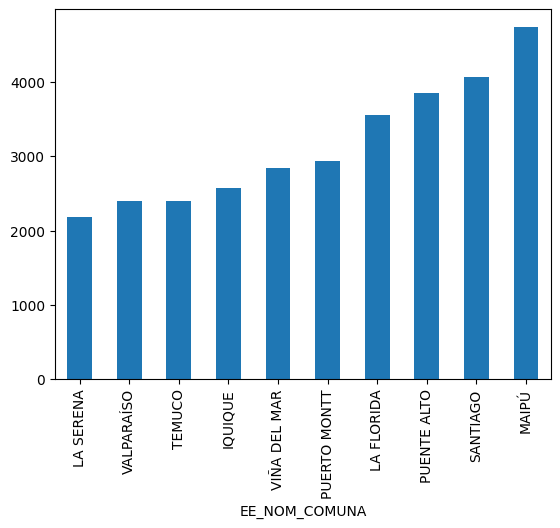 4000
3000
2000
1000
0
LA SERENA
VALPARAÍSO
TEMUCO
IQUIQUE
VIÑA DEL MAR
PUERTO MONTT
LA FLORIDA
PUENTE ALTO
SANTIAGO
MAIPÚ
EE_NOM_COMUNA